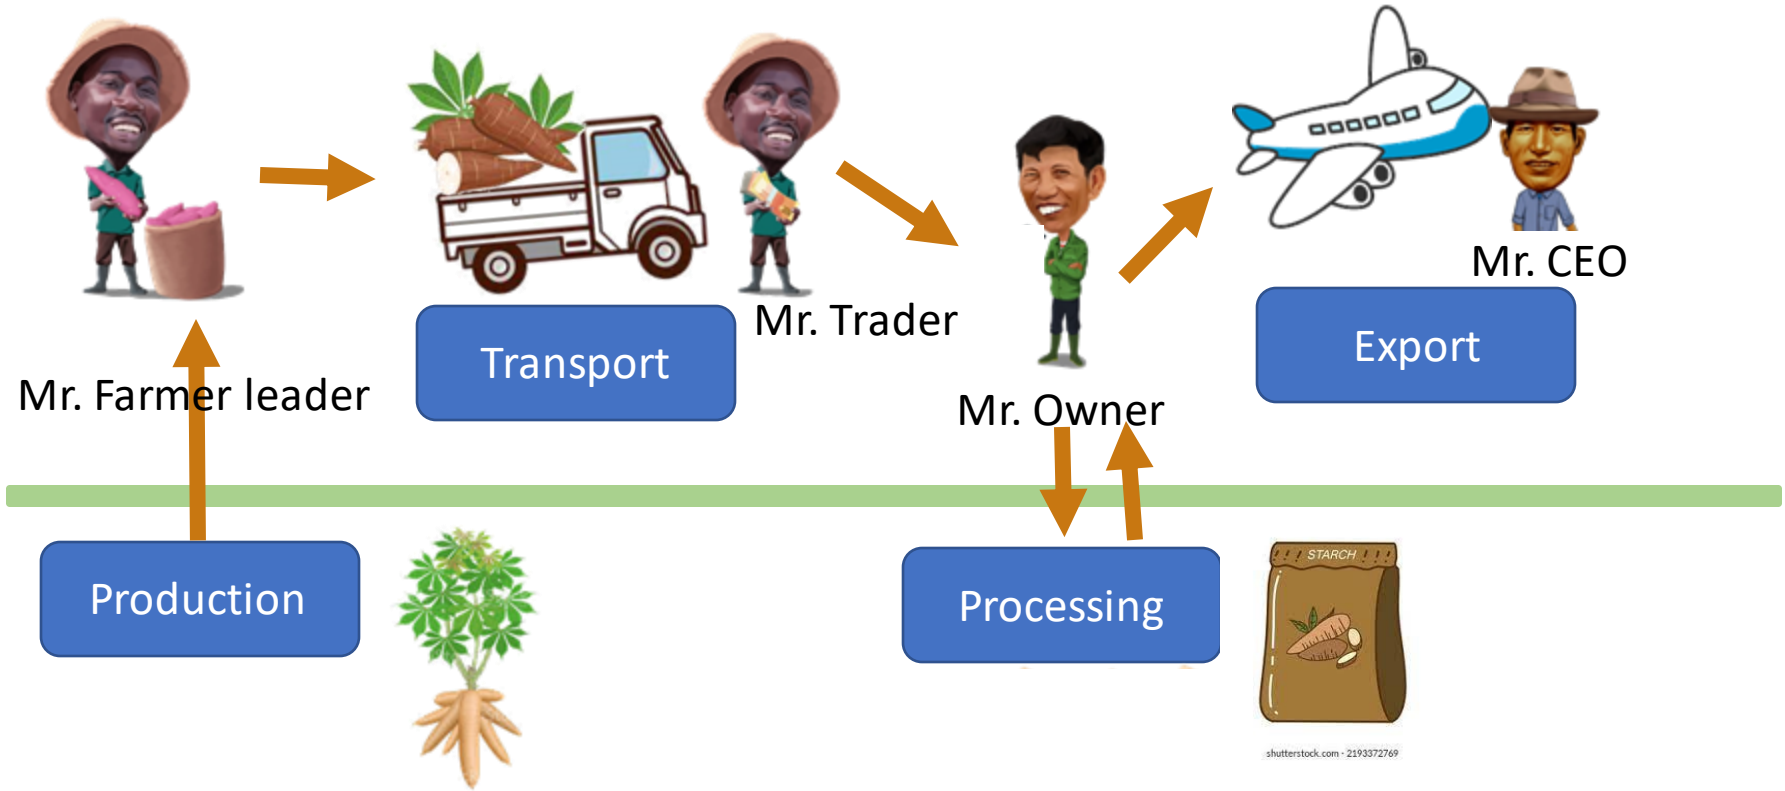 Mr. CEO
Mr. Trader
Transport
Export
Mr. Farmer leader
Mr. Owner
Production
Processing
STARCH
shutterstock.com · 2193372769